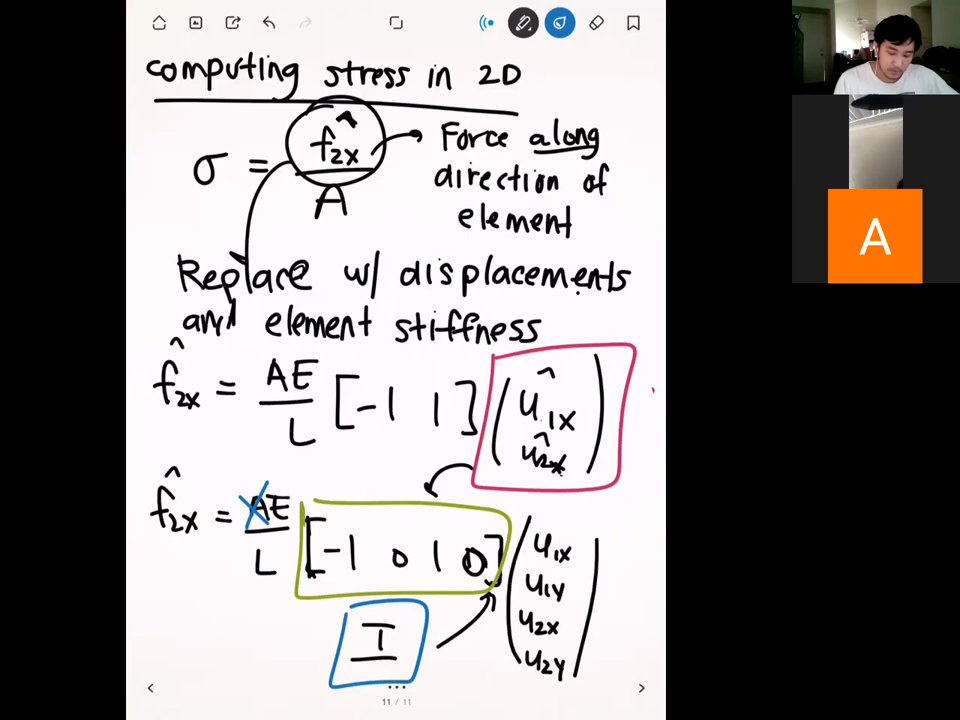 computing stress in 2D
σ = f̂2x / A
Force along
direction of
element
Replace w/ displacements
and element stiffness
f̂2x = AE/L [-1 1] (û1x û2x)
f̂2x = AE/L [-1 0 1 0] (u1x u1y u2x u2y)
T
11 / 11
A